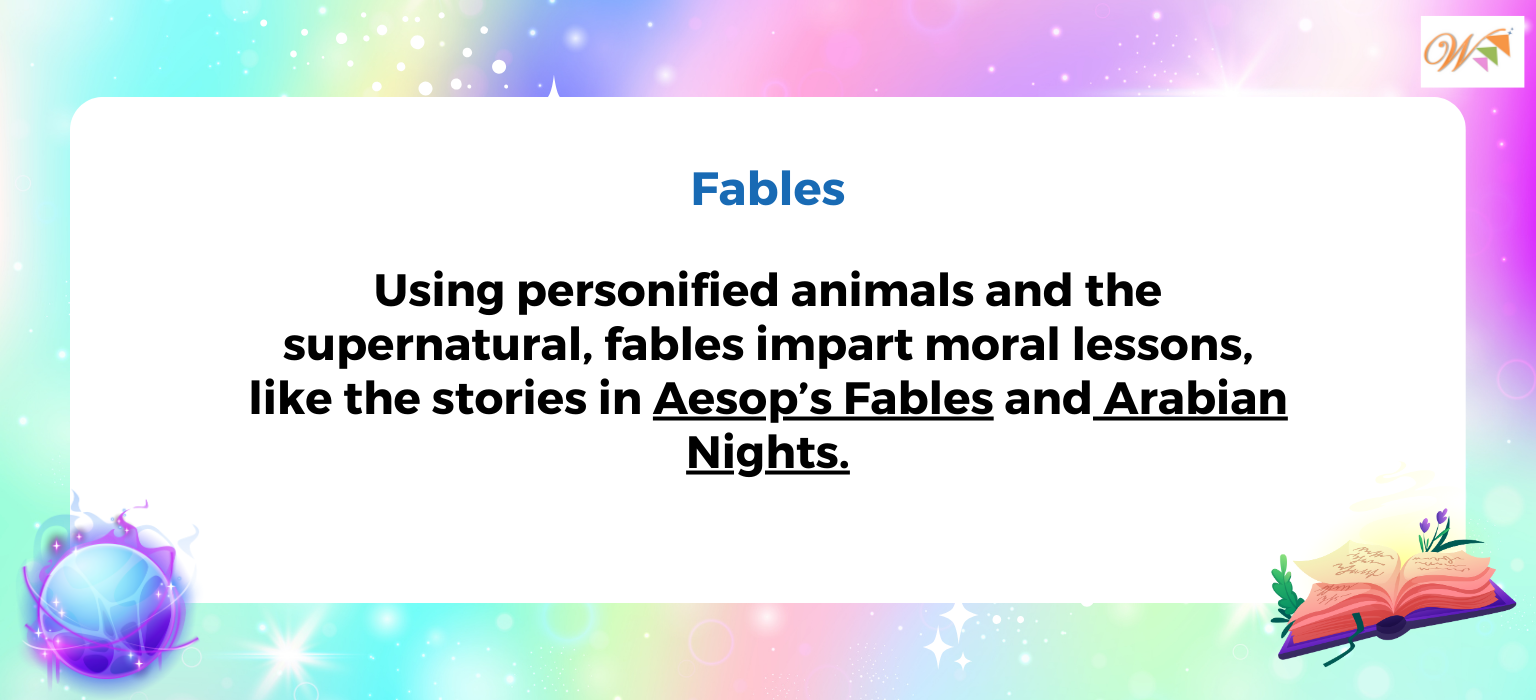 W
Fables
Using personified animals and the
supernatural, fables impart moral lessons,
like the stories in Aesop’s Fables and Arabian
Nights.